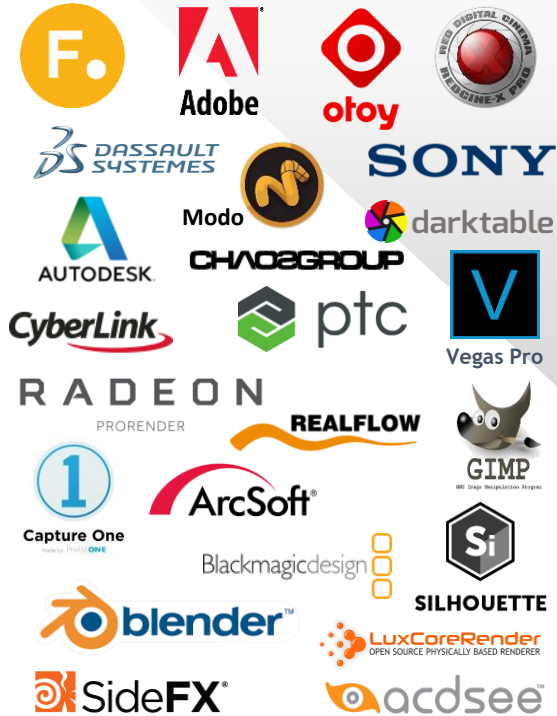 F.
Adobe
otoy
RED DIGITAL CINEMA
REDCINE-X PRO
DASSAULT
SYSTEMES
Modo
SONY
AUTODESK.
darktable
CHAOSGROUP
CyberLink
ptc
V
Vegas Pro
RADEON
PRORENDER
REALFLOW
GIMP
GNU Image Manipulation Program
1
Capture One
made by PHASEONE
ArcSoft®
Blackmagicdesign
Si
SILHOUETTE
blender™
LuxCoreRender
OPEN SOURCE PHYSICALLY BASED RENDERER
SideFX®
acdsee™